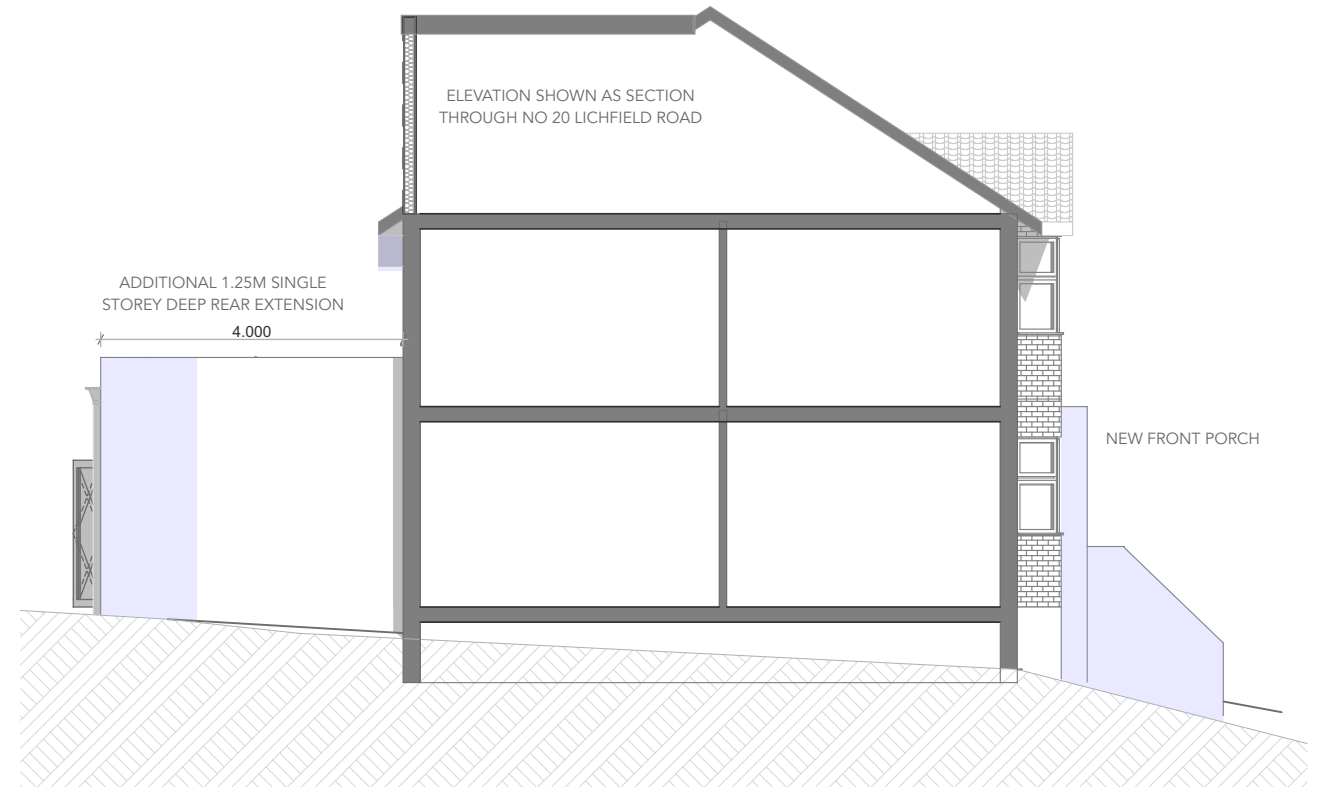 ELEVATION SHOWN AS SECTION
THROUGH NO 20 LICHFIELD ROAD
ADDITIONAL 1.25M SINGLE
STOREY DEEP REAR EXTENSION
4.000
NEW FRONT PORCH